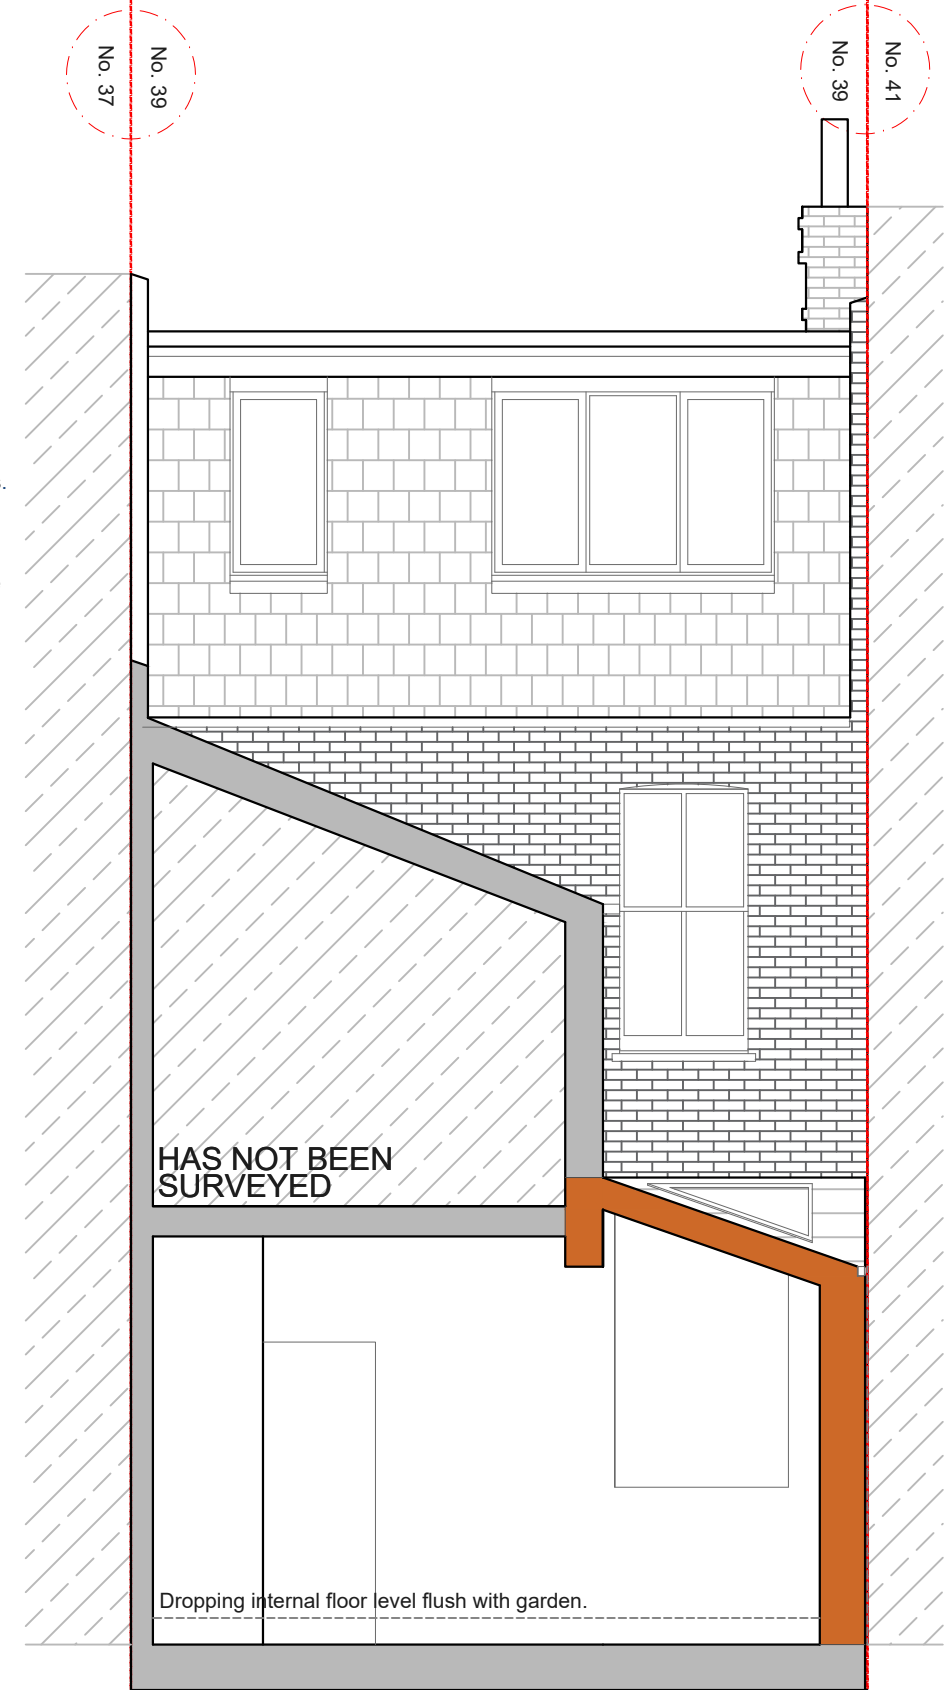 No. 39
No. 37
No. 41
No. 39
HAS NOT BEEN
SURVEYED
Dropping internal floor level flush with garden.